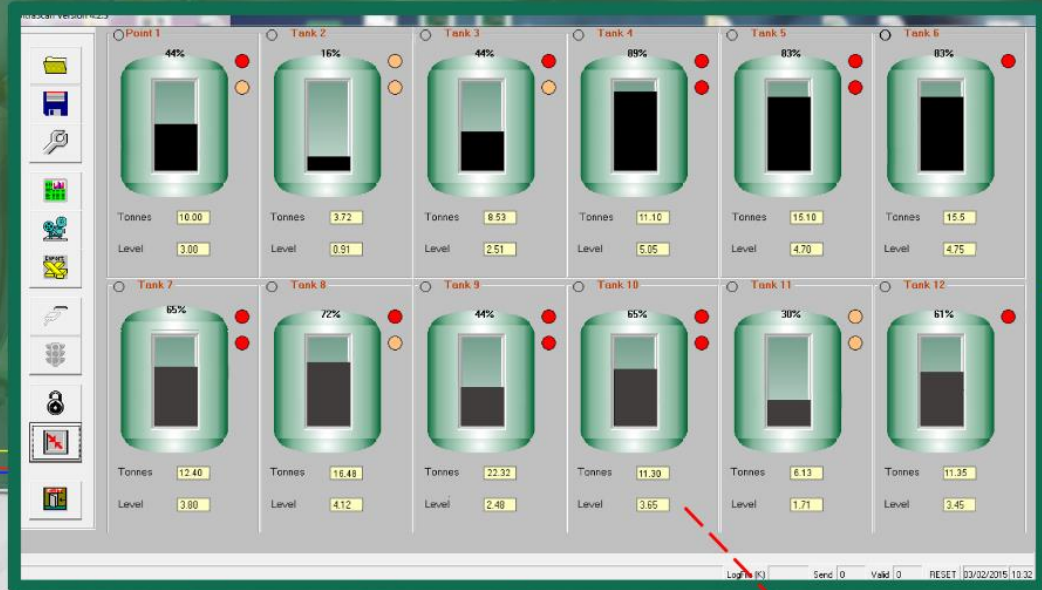 Version 4.2.3
Point 1 Tank 2 Tank 3 Tank 4 Tank 5 Tank 6
44% 16% 44% 89% 83% 83%
Tonnes 10.00 Tonnes 3.72 Tonnes 8.53 Tonnes 11.10 Tonnes 15.10 Tonnes 15.5
Level 3.00 Level 0.91 Level 2.51 Level 5.05 Level 4.70 Level 4.75
Tank 7 Tank 8 Tank 9 Tank 10 Tank 11 Tank 12
65% 72% 44% 65% 30% 61%
Tonnes 12.40 Tonnes 16.48 Tonnes 22.32 Tonnes 11.30 Tonnes 6.13 Tonnes 11.35
Level 3.80 Level 4.12 Level 2.48 Level 3.65 Level 1.71 Level 3.45
EXPORT
(K) Send 0 Valid 0 RESET 03/02/2015 10:32